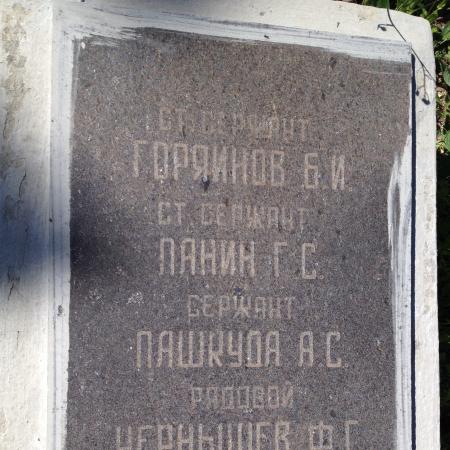 СТ. СЕРЖАНТ
ГОРЯИНОВ Б.И.
СТ. СЕРЖАНТ
ПАНИН Г.С.
СЕРЖАНТ
ПАШКУДА А.С.
РЯДОВОЙ
ЧЕРНЫШЕВ Ф.Г.